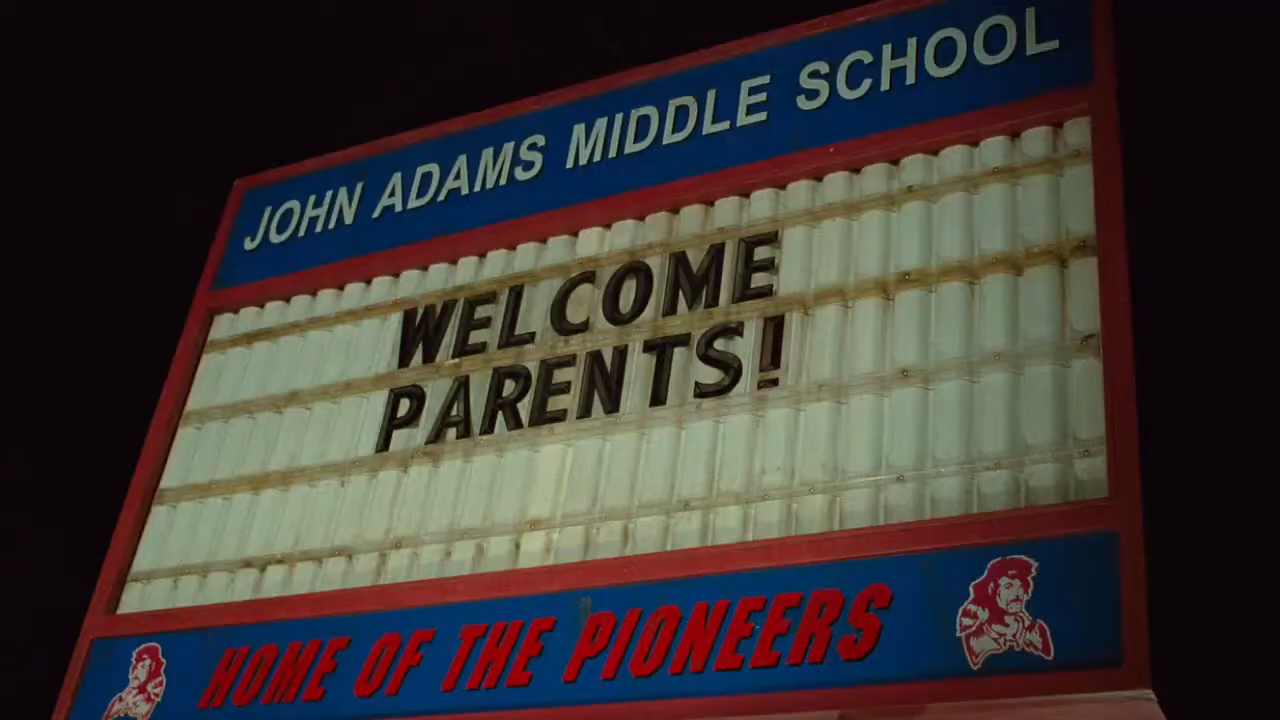 JOHN ADAMS MIDDLE SCHOOL
WELCOME
PARENTS!
HOME OF THE PIONEERS